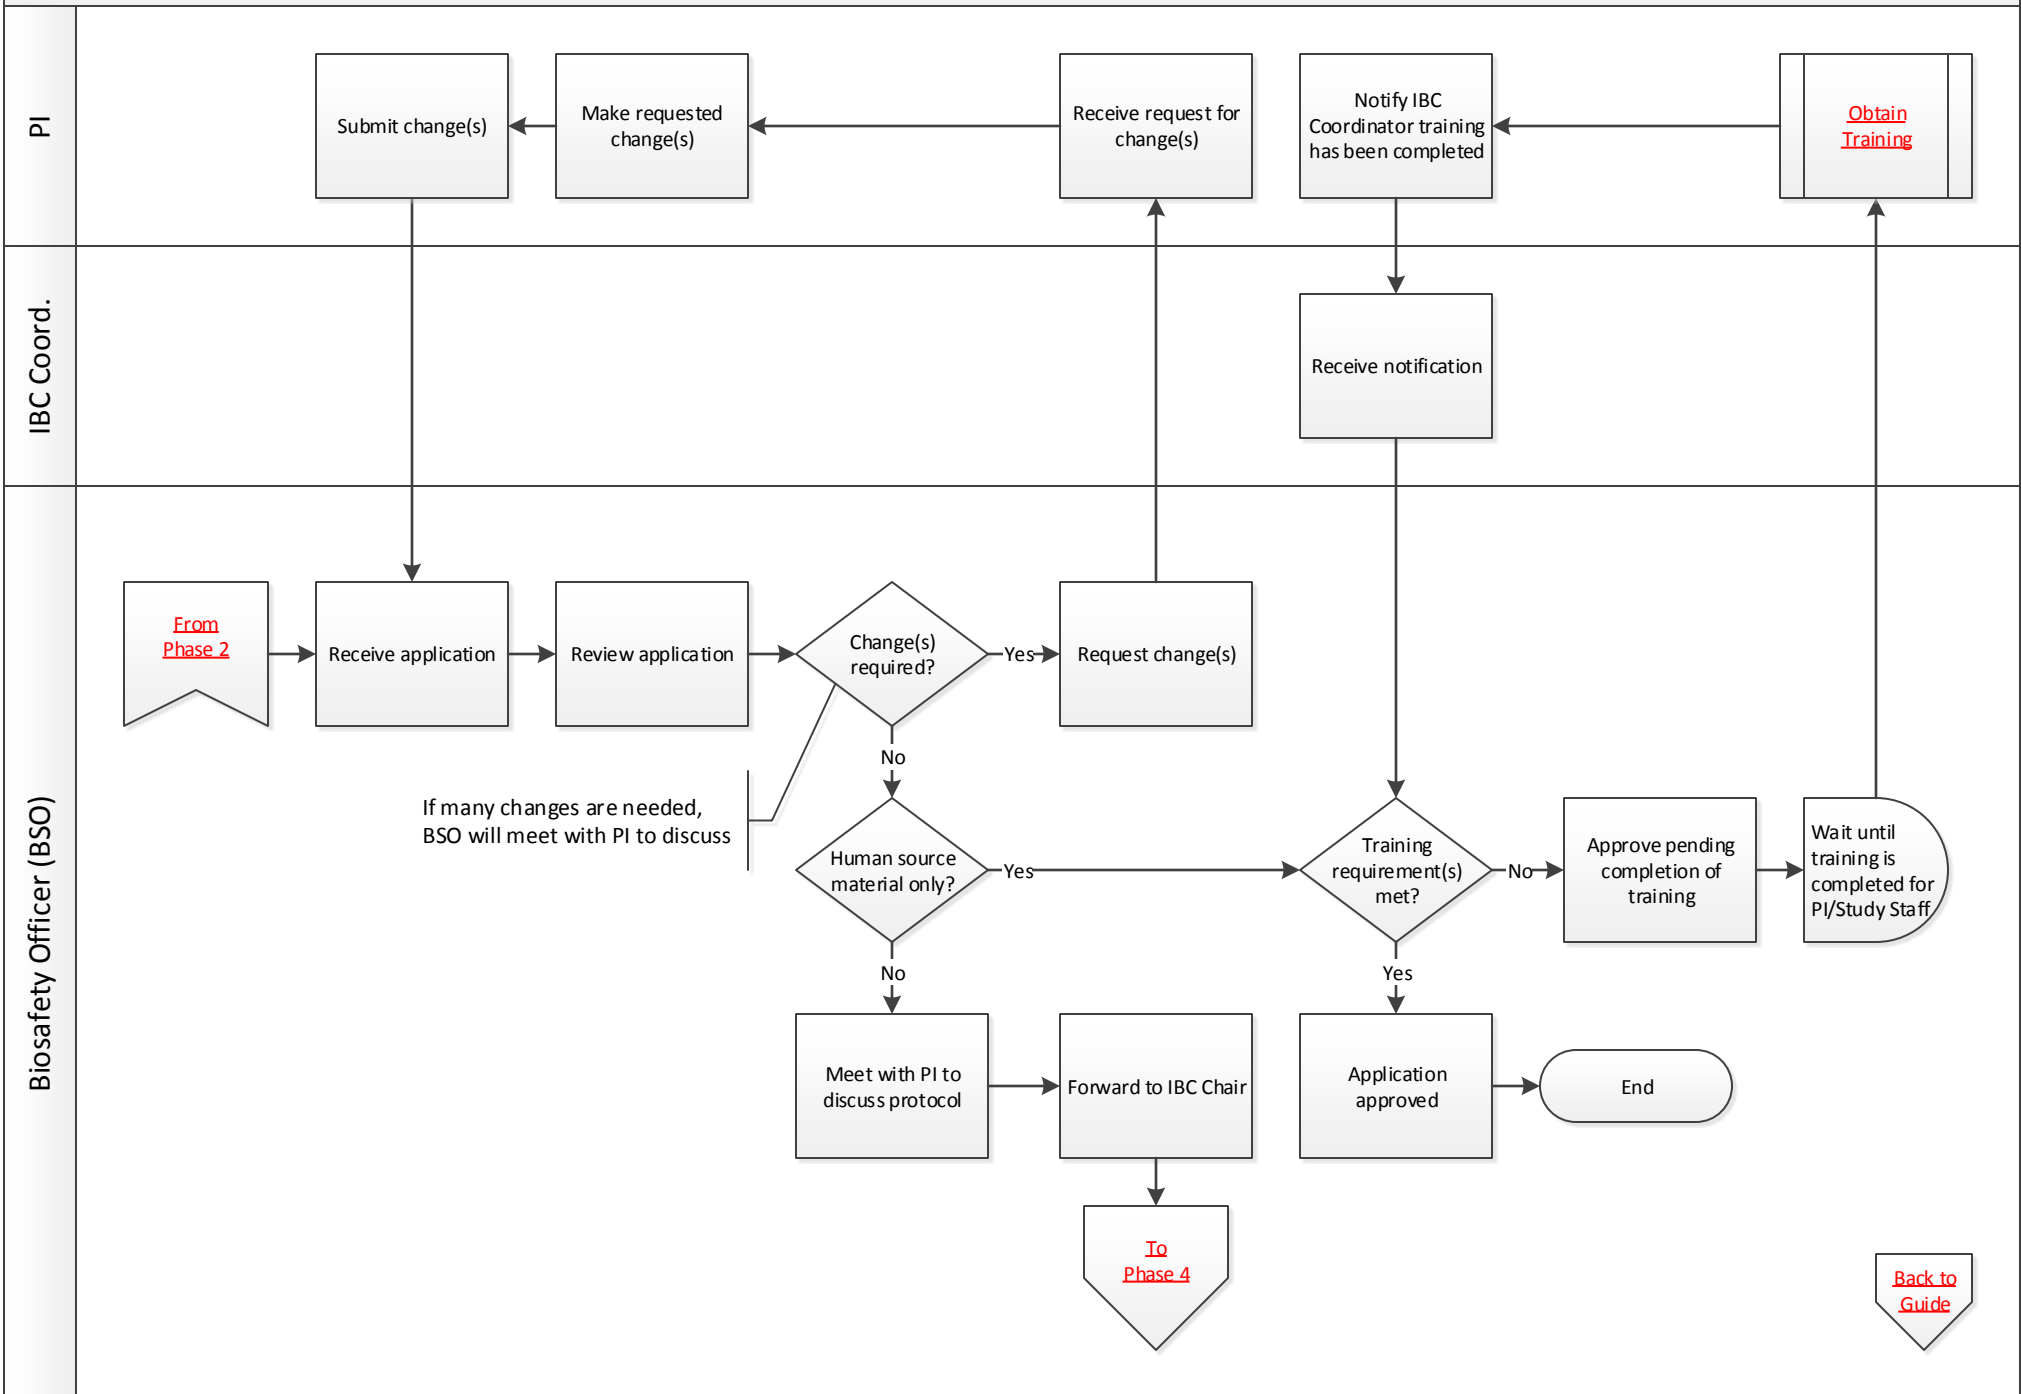 PI
Submit change(s)
Make requested
change(s)
Receive request for
change(s)
Notify IBC
Coordinator training
has been completed
Obtain
Training
IBC Coord.
Receive notification
Biosafety Officer (BSO)
From
Phase 2
Receive application
Review application
Change(s)
required?
Yes
Request change(s)
No
If many changes are needed,
BSO will meet with PI to discuss
Human source
material only?
Yes
Training
requirement(s)
met?
No
Approve pending
completion of
training
Wait until
training is
completed for
PI/Study Staff
No
Yes
Meet with PI to
discuss protocol
Forward to IBC Chair
Application
approved
End
To
Phase 4
Back to
Guide